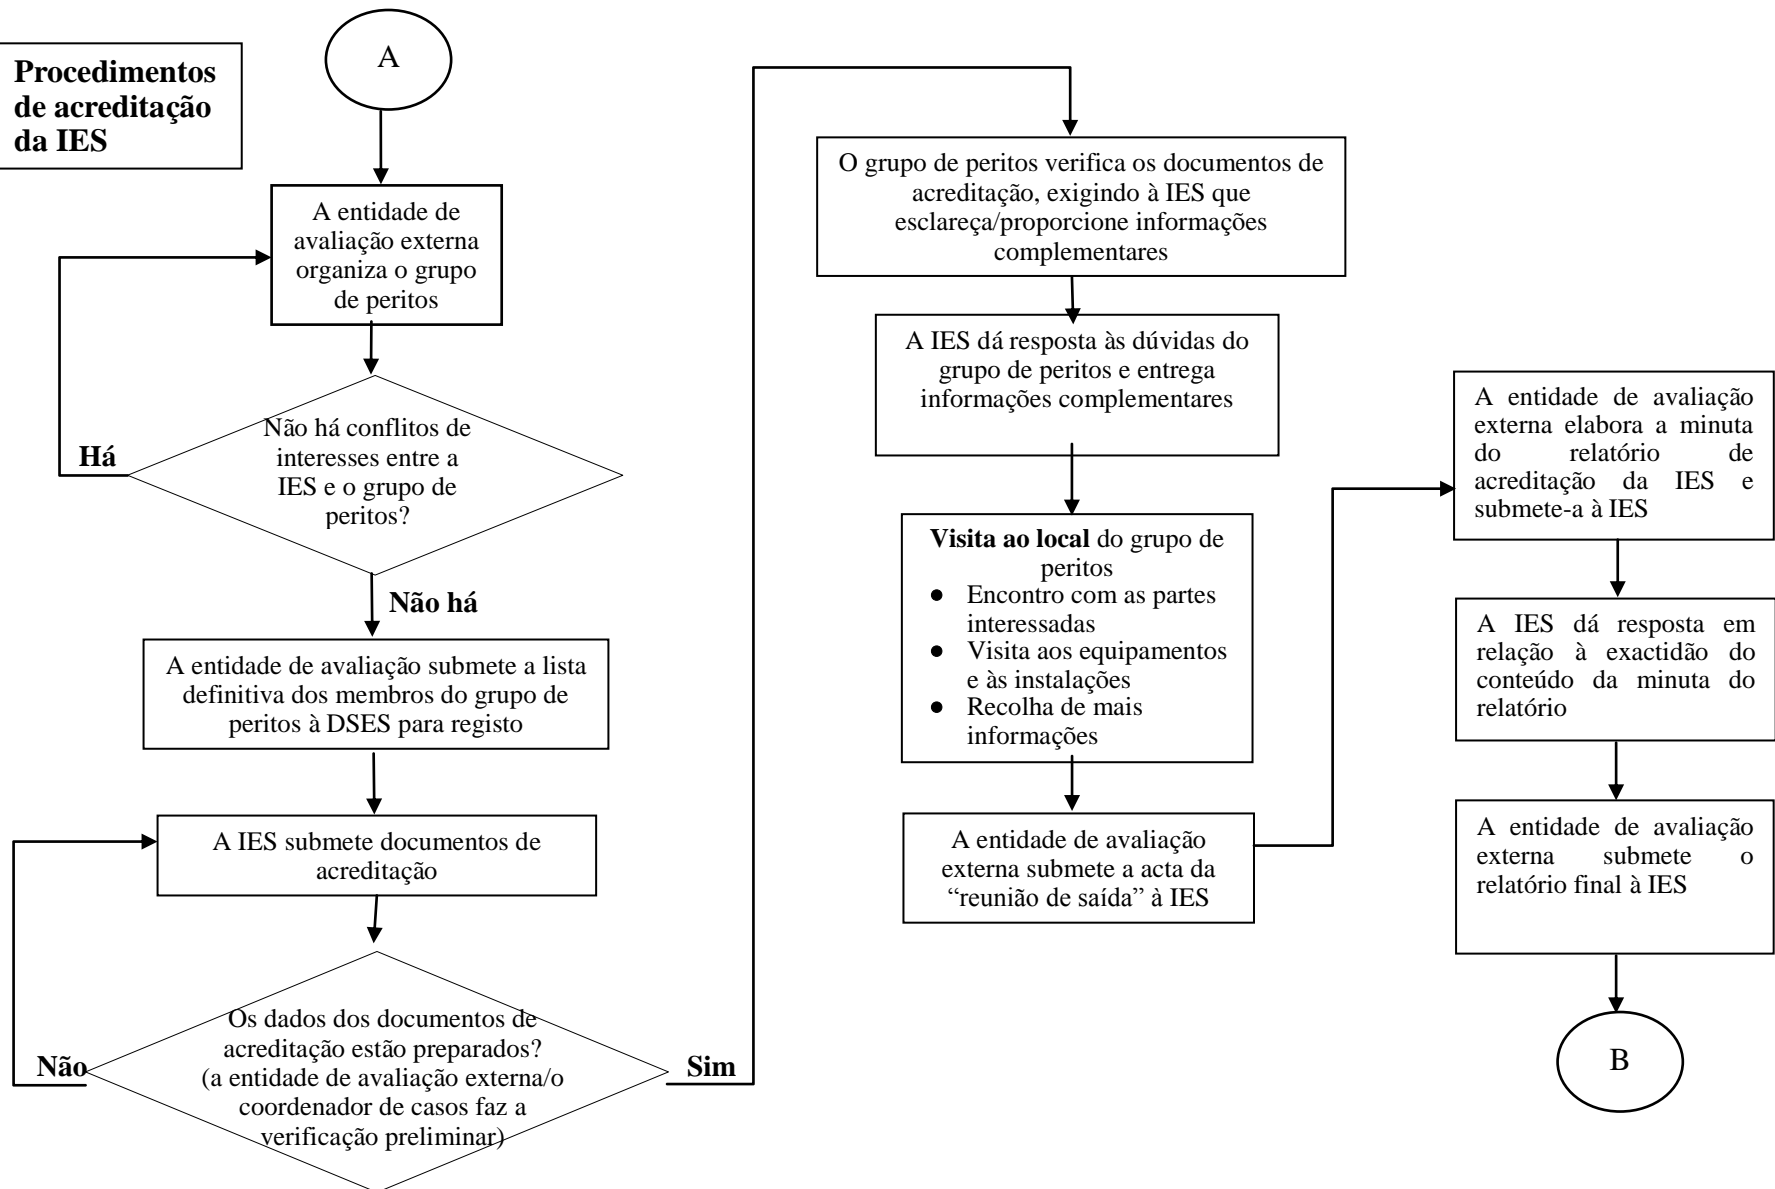 Procedimentos
de acreditação
da IES
A
A entidade de
avaliação externa
organiza o grupo
de peritos
Não há conflitos de
interesses entre a
IES e o grupo de
peritos?
Há
Não há
A entidade de avaliação submete a lista
definitiva dos membros do grupo de
peritos à DSES para registo
A IES submete documentos de
acreditação
Os dados dos documentos de
acreditação estão preparados?
(a entidade de avaliação externa/o
coordenador de casos faz a
verificação preliminar)
Não
Sim
O grupo de peritos verifica os documentos de
acreditação, exigindo à IES que
esclareça/proporcione informações
complementares
A IES dá resposta às dúvidas do
grupo de peritos e entrega
informações complementares
Visita ao local do grupo de
peritos
● Encontro com as partes
interessadas
● Visita aos equipamentos
e às instalações
● Recolha de mais
informações
A entidade de avaliação
externa submete a acta da
“reunião de saída” à IES
A entidade de avaliação
externa elabora a minuta
do relatório de
acreditação da IES e
submete-a à IES
A IES dá resposta em
relação à exactidão do
conteúdo da minuta do
relatório
A entidade de avaliação
externa submete o
relatório final à IES
B